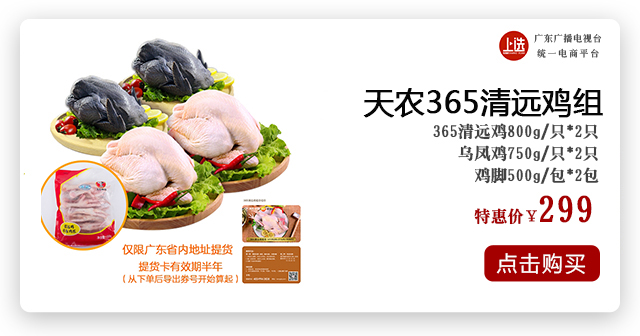 上选
广东广播电视台
统一电商平台
天农365清远鸡组
365清远鸡800g/只*2只
乌凤鸡750g/只*2只
鸡脚500g/包*2包
特惠价￥299
点击购买
仅限广东省内地址提货
提货卡有效期半年
（从下单后导出券号开始算起）